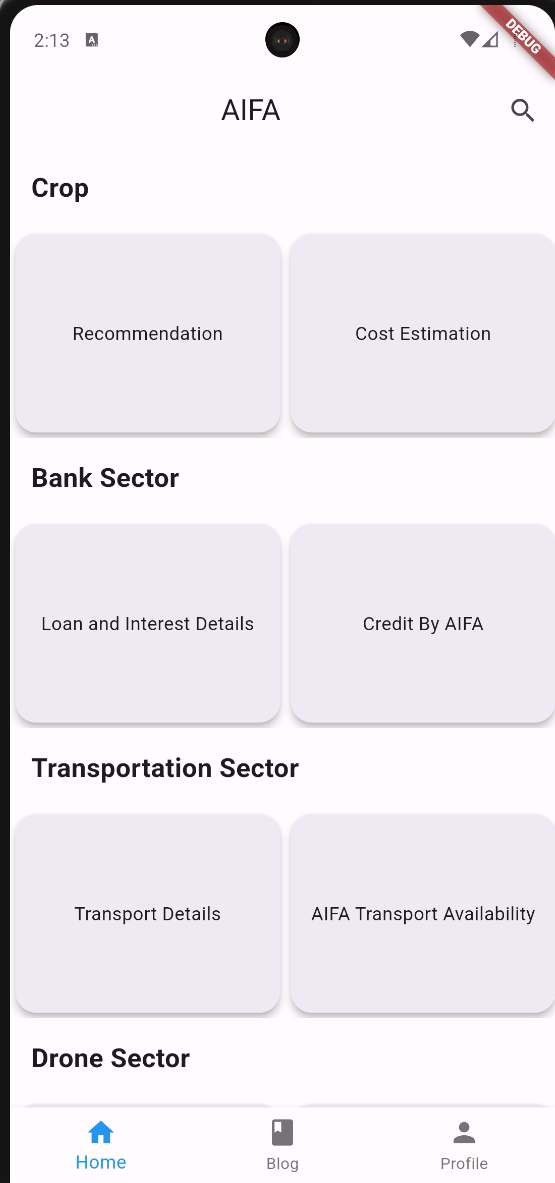 2:13
A
DEBUG
AIFA
Crop
Recommendation
Cost Estimation
Bank Sector
Loan and Interest Details
Credit By AIFA
Transportation Sector
Transport Details
AIFA Transport Availability
Drone Sector
Home
Blog
Profile